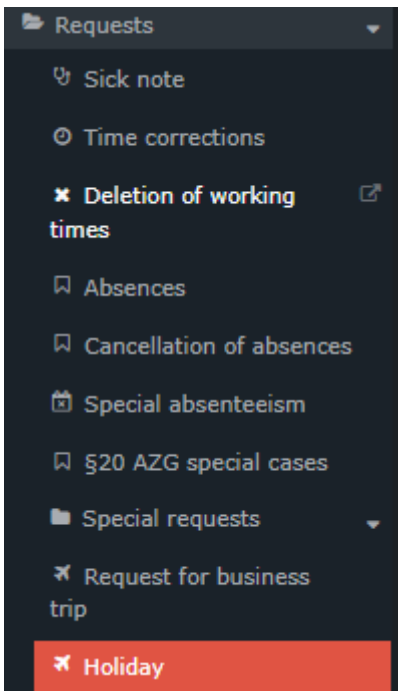 Requests
Sick note
Time corrections
Deletion of working
times
Absences
Cancellation of absences
Special absenteeism
§20 AZG special cases
Special requests
Request for business
trip
Holiday